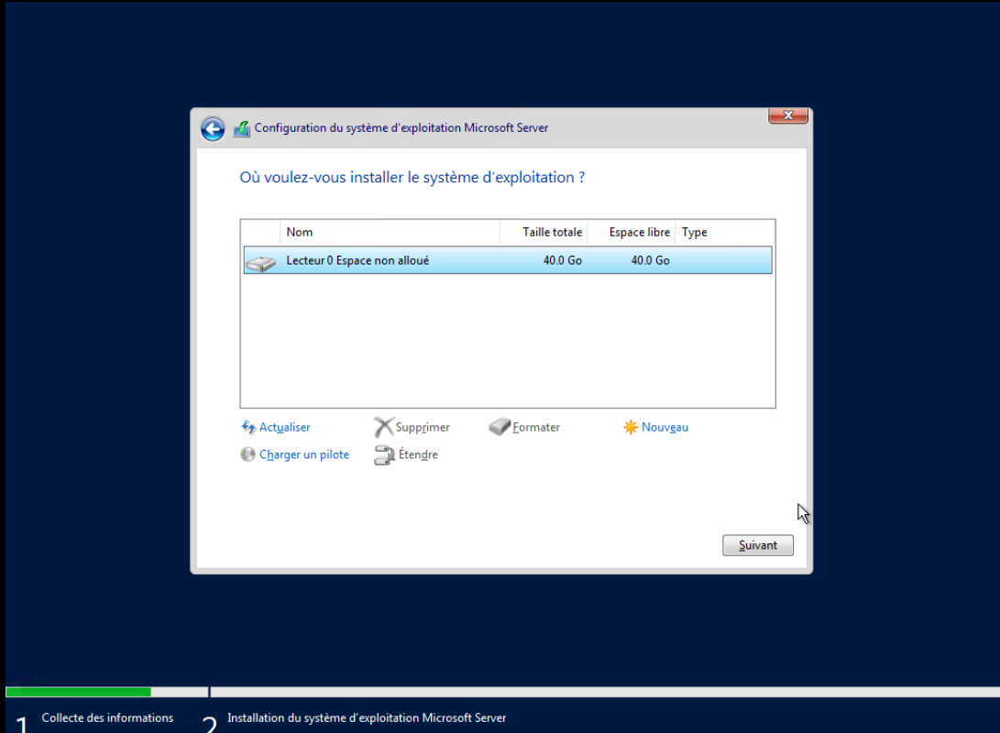 Configuration du système d'exploitation Microsoft Server
Où voulez-vous installer le système d'exploitation ?
Nom Taille totale Espace libre Type
Lecteur 0 Espace non alloué 40.0 Go 40.0 Go
Actualiser Supprimer Formater Nouveau
Charger un pilote Étendre
Suivant
1 Collecte des informations 2 Installation du système d'exploitation Microsoft Server